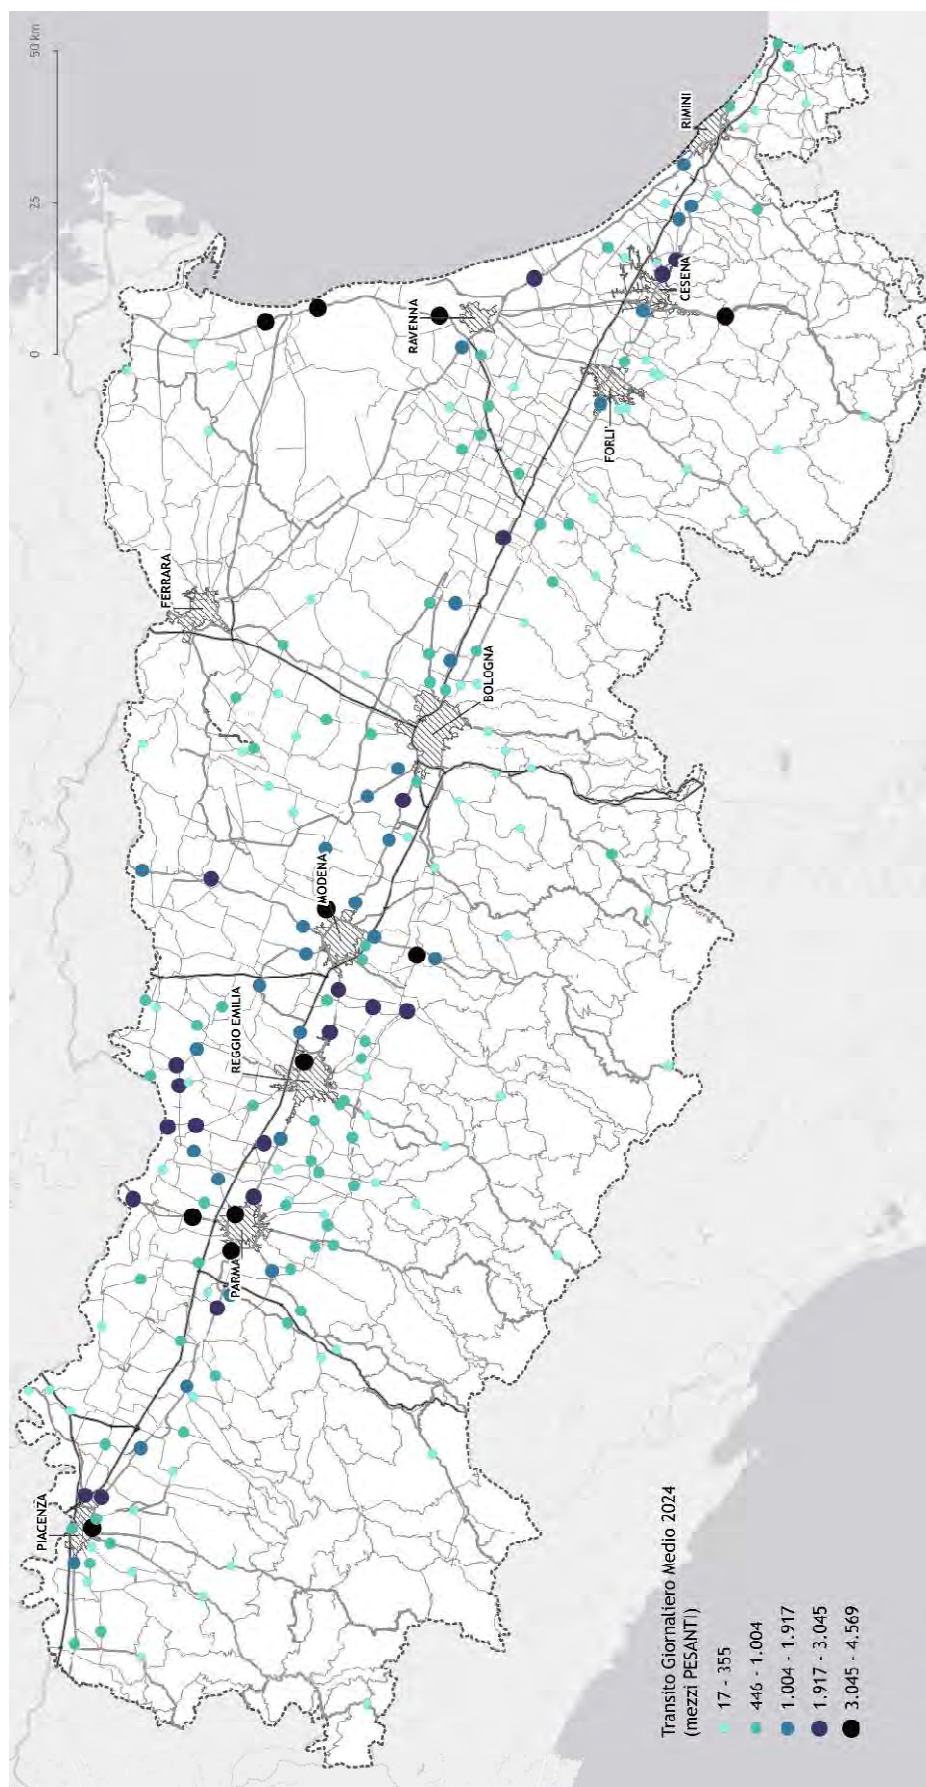 0
25
50 km
PIACENZA
PARMA
REGGIO EMILIA
MODENA
FERRARA
BOLOGNA
RAVENNA
FORLI'
CESENA
RIMINI
Transito Giornaliero Medio 2024
(mezzi PESANTI)
17 - 355
446 - 1.004
1.004 - 1.917
1.917 - 3.045
3.045 - 4.569